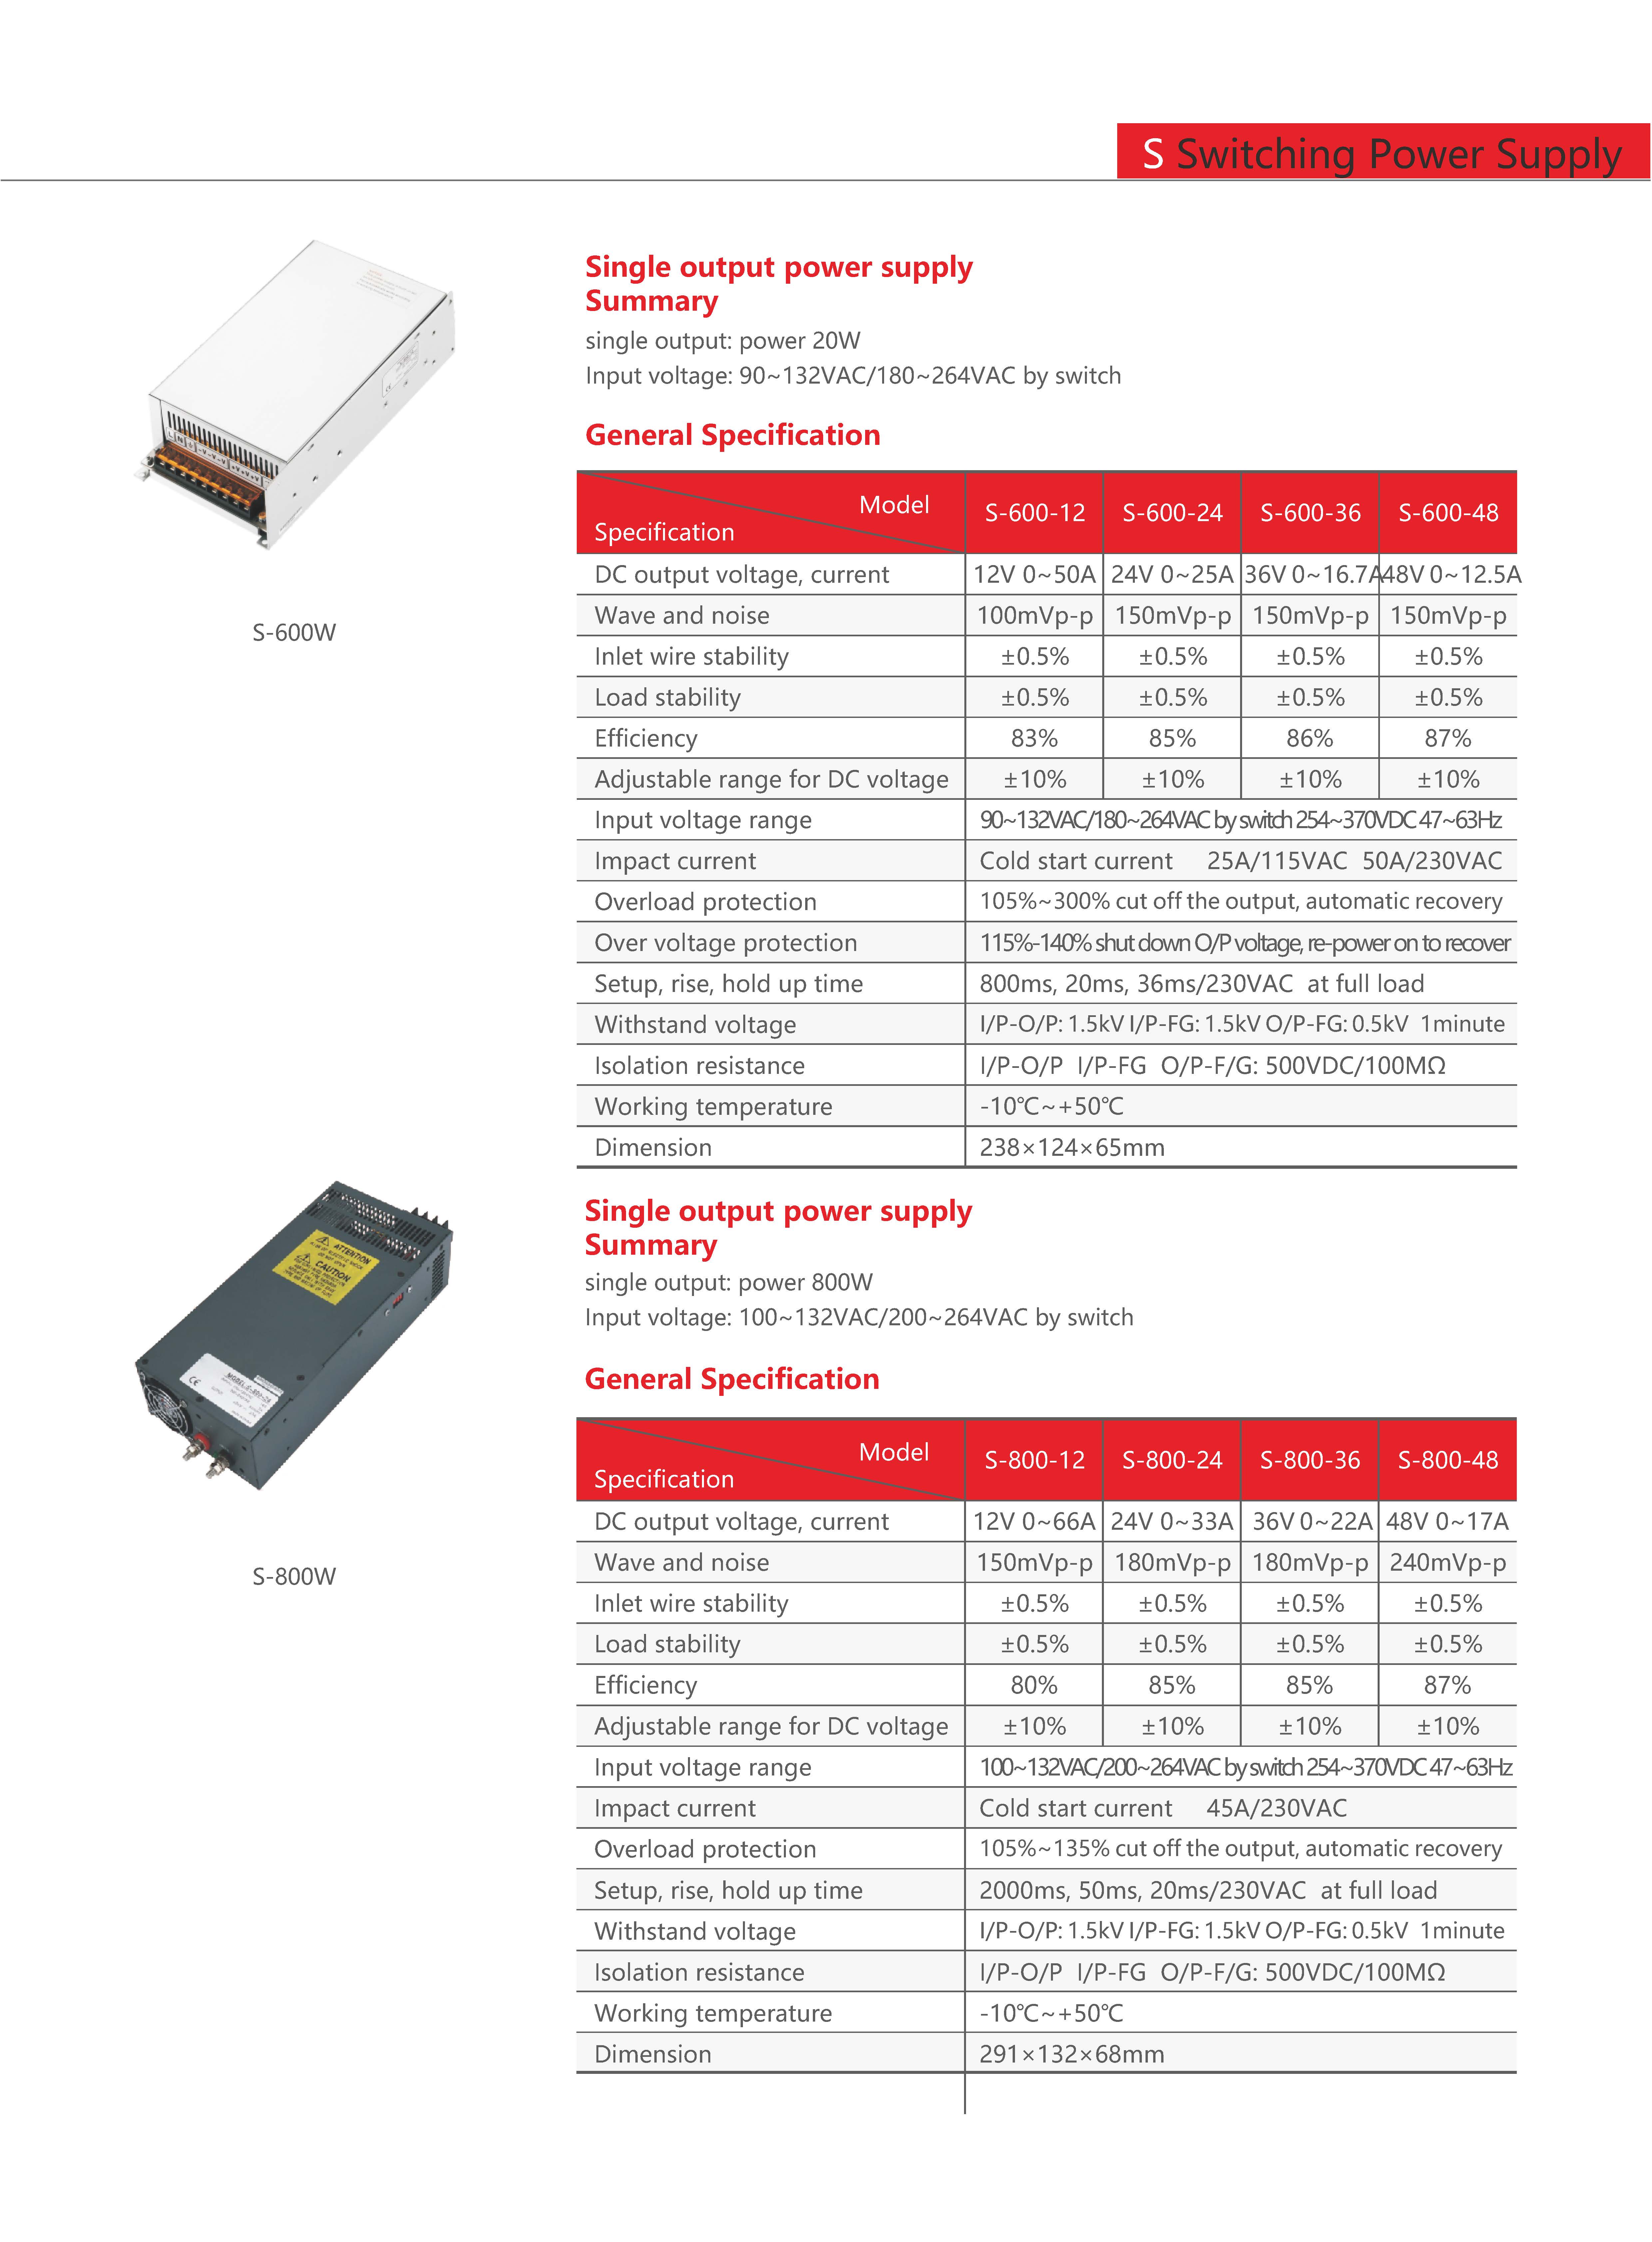 S Switching Power Supply
Single output power supply
Summary
single output: power 20W
Input voltage: 90~132VAC/180~264VAC by switch
General Specification
S-600W
Model
Specification
S-600-12 S-600-24 S-600-36 S-600-48
DC output voltage, current 12V 0~50A 24V 0~25A 36V 0~16.7A 48V 0~12.5A
Wave and noise 100mVp-p 150mVp-p 150mVp-p 150mVp-p
Inlet wire stability ±0.5% ±0.5% ±0.5% ±0.5%
Load stability ±0.5% ±0.5% ±0.5% ±0.5%
Efficiency 83% 85% 86% 87%
Adjustable range for DC voltage ±10% ±10% ±10% ±10%
Input voltage range 90~132VAC/180~264VAC by switch 254~370VDC 47~63Hz
Impact current Cold start current 25A/115VAC 50A/230VAC
Overload protection 105%~300% cut off the output, automatic recovery
Over voltage protection 115%-140% shut down O/P voltage, re-power on to recover
Setup, rise, hold up time 800ms, 20ms, 36ms/230VAC at full load
Withstand voltage I/P-O/P: 1.5kV I/P-FG: 1.5kV O/P-FG: 0.5kV 1minute
Isolation resistance I/P-O/P I/P-FG O/P-F/G: 500VDC/100MΩ
Working temperature -10℃~+50℃
Dimension 238×124×65mm
Single output power supply
Summary
single output: power 800W
Input voltage: 100~132VAC/200~264VAC by switch
General Specification
ATTENTION
CAUTION
MODEL:S-800-24
CE
S-800W
Model
Specification
S-800-12 S-800-24 S-800-36 S-800-48
DC output voltage, current 12V 0~66A 24V 0~33A 36V 0~22A 48V 0~17A
Wave and noise 150mVp-p 180mVp-p 180mVp-p 240mVp-p
Inlet wire stability ±0.5% ±0.5% ±0.5% ±0.5%
Load stability ±0.5% ±0.5% ±0.5% ±0.5%
Efficiency 80% 85% 85% 87%
Adjustable range for DC voltage ±10% ±10% ±10% ±10%
Input voltage range 100~132VAC/200~264VAC by switch 254~370VDC 47~63Hz
Impact current Cold start current 45A/230VAC
Overload protection 105%~135% cut off the output, automatic recovery
Setup, rise, hold up time 2000ms, 50ms, 20ms/230VAC at full load
Withstand voltage I/P-O/P: 1.5kV I/P-FG: 1.5kV O/P-FG: 0.5kV 1minute
Isolation resistance I/P-O/P I/P-FG O/P-F/G: 500VDC/100MΩ
Working temperature -10℃~+50℃
Dimension 291×132×68mm